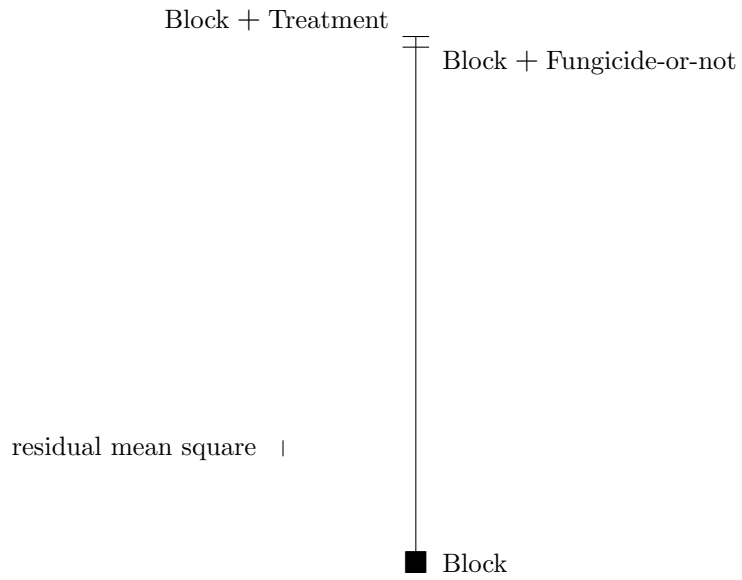 Block + Treatment
Block + Fungicide-or-not
residual mean square
Block